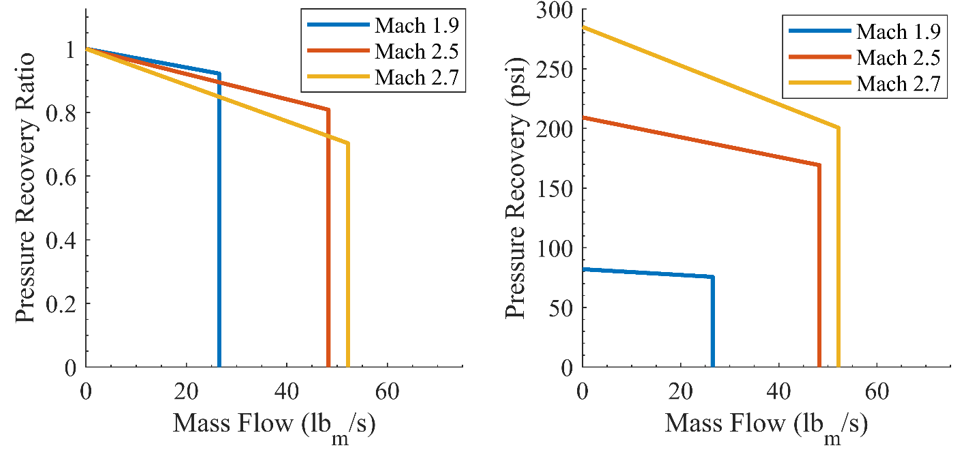 Pressure Recovery Ratio
1
0.8
0.6
0.4
0.2
0
0
20
40
60
Mass Flow (lbm/s)
Mach 1.9
Mach 2.5
Mach 2.7
Pressure Recovery (psi)
300
250
200
150
100
50
0
0
20
40
60
Mass Flow (lbm/s)
Mach 1.9
Mach 2.5
Mach 2.7